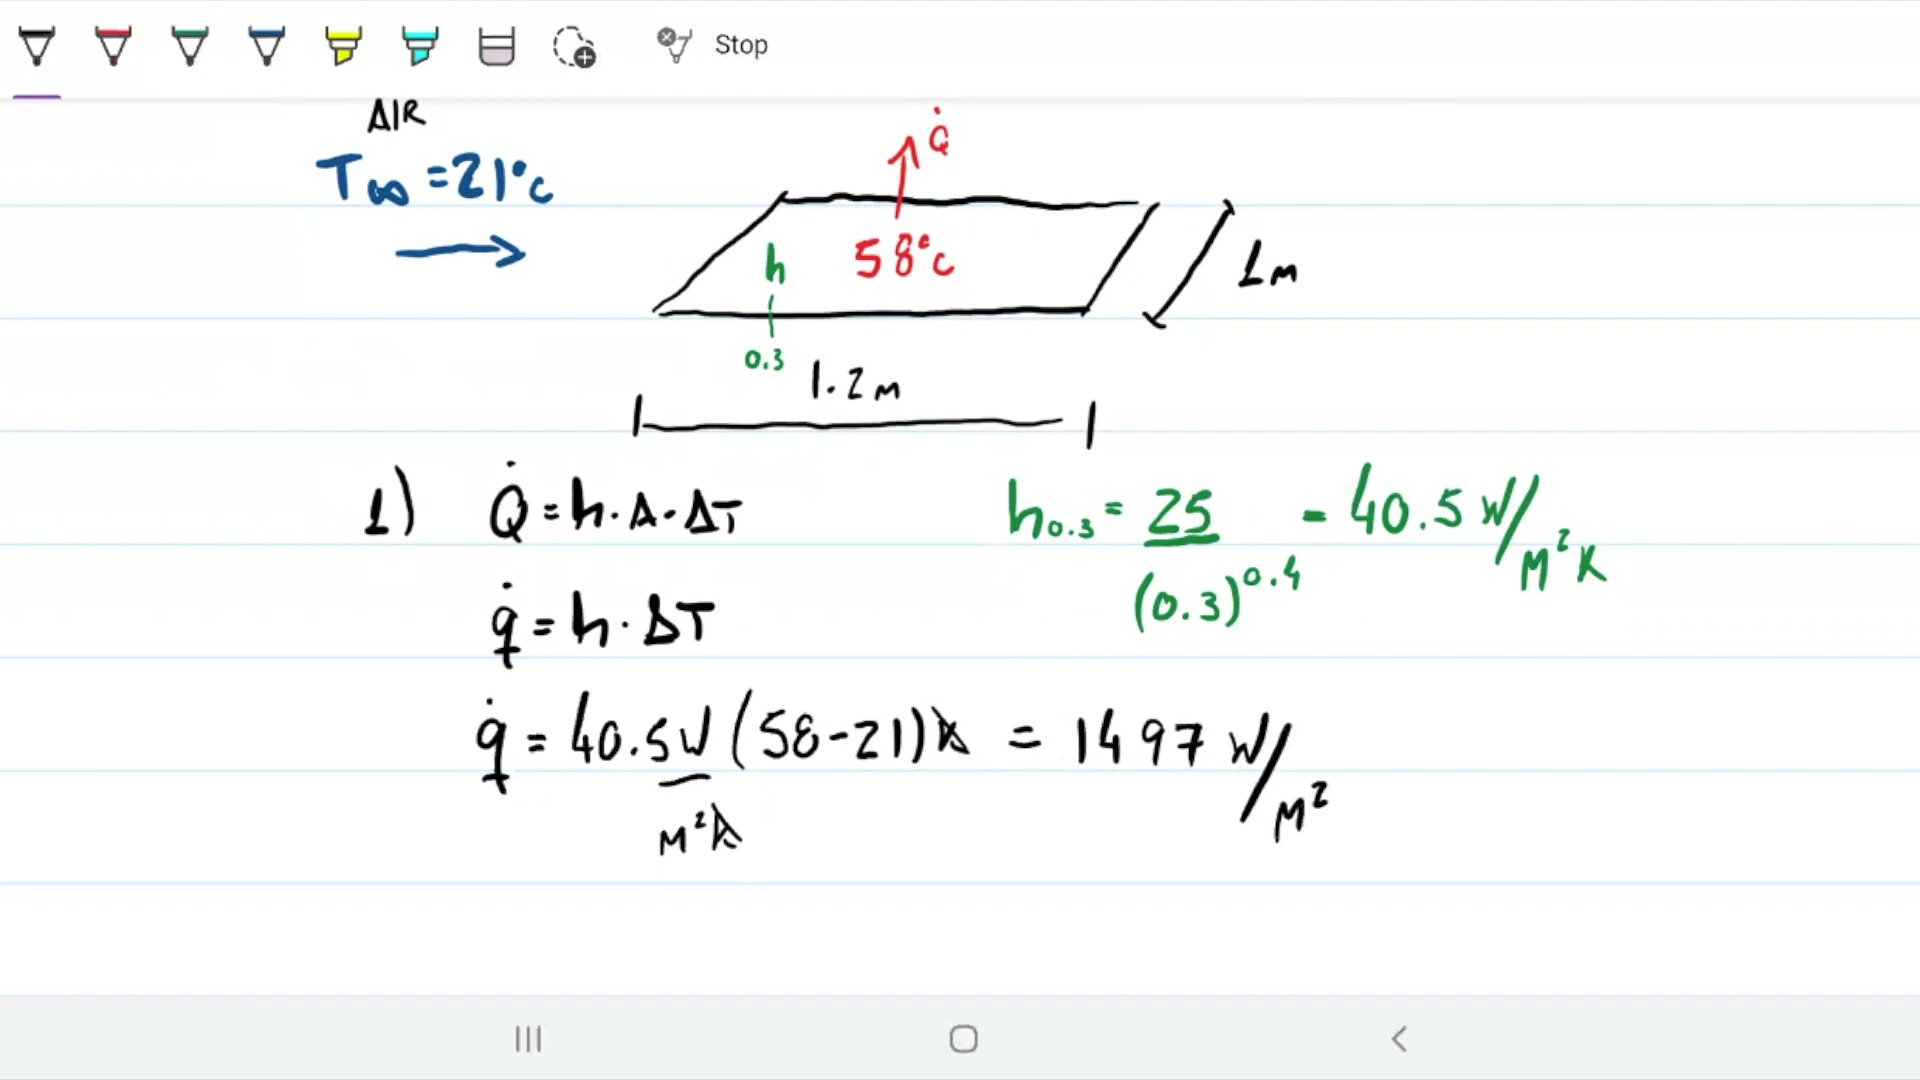 Stop
AIR
T∞ = 21°C
Q̇
h 58°C
1m
0.3
1.2m
1) Q̇ = h · A · ΔT
h0.3 = 25/(0.3)^0.4 = 40.5 W/m²K
q̇ = h · ΔT
q̇ = 40.5 W/m²K (58-21)K = 1497 W/m²